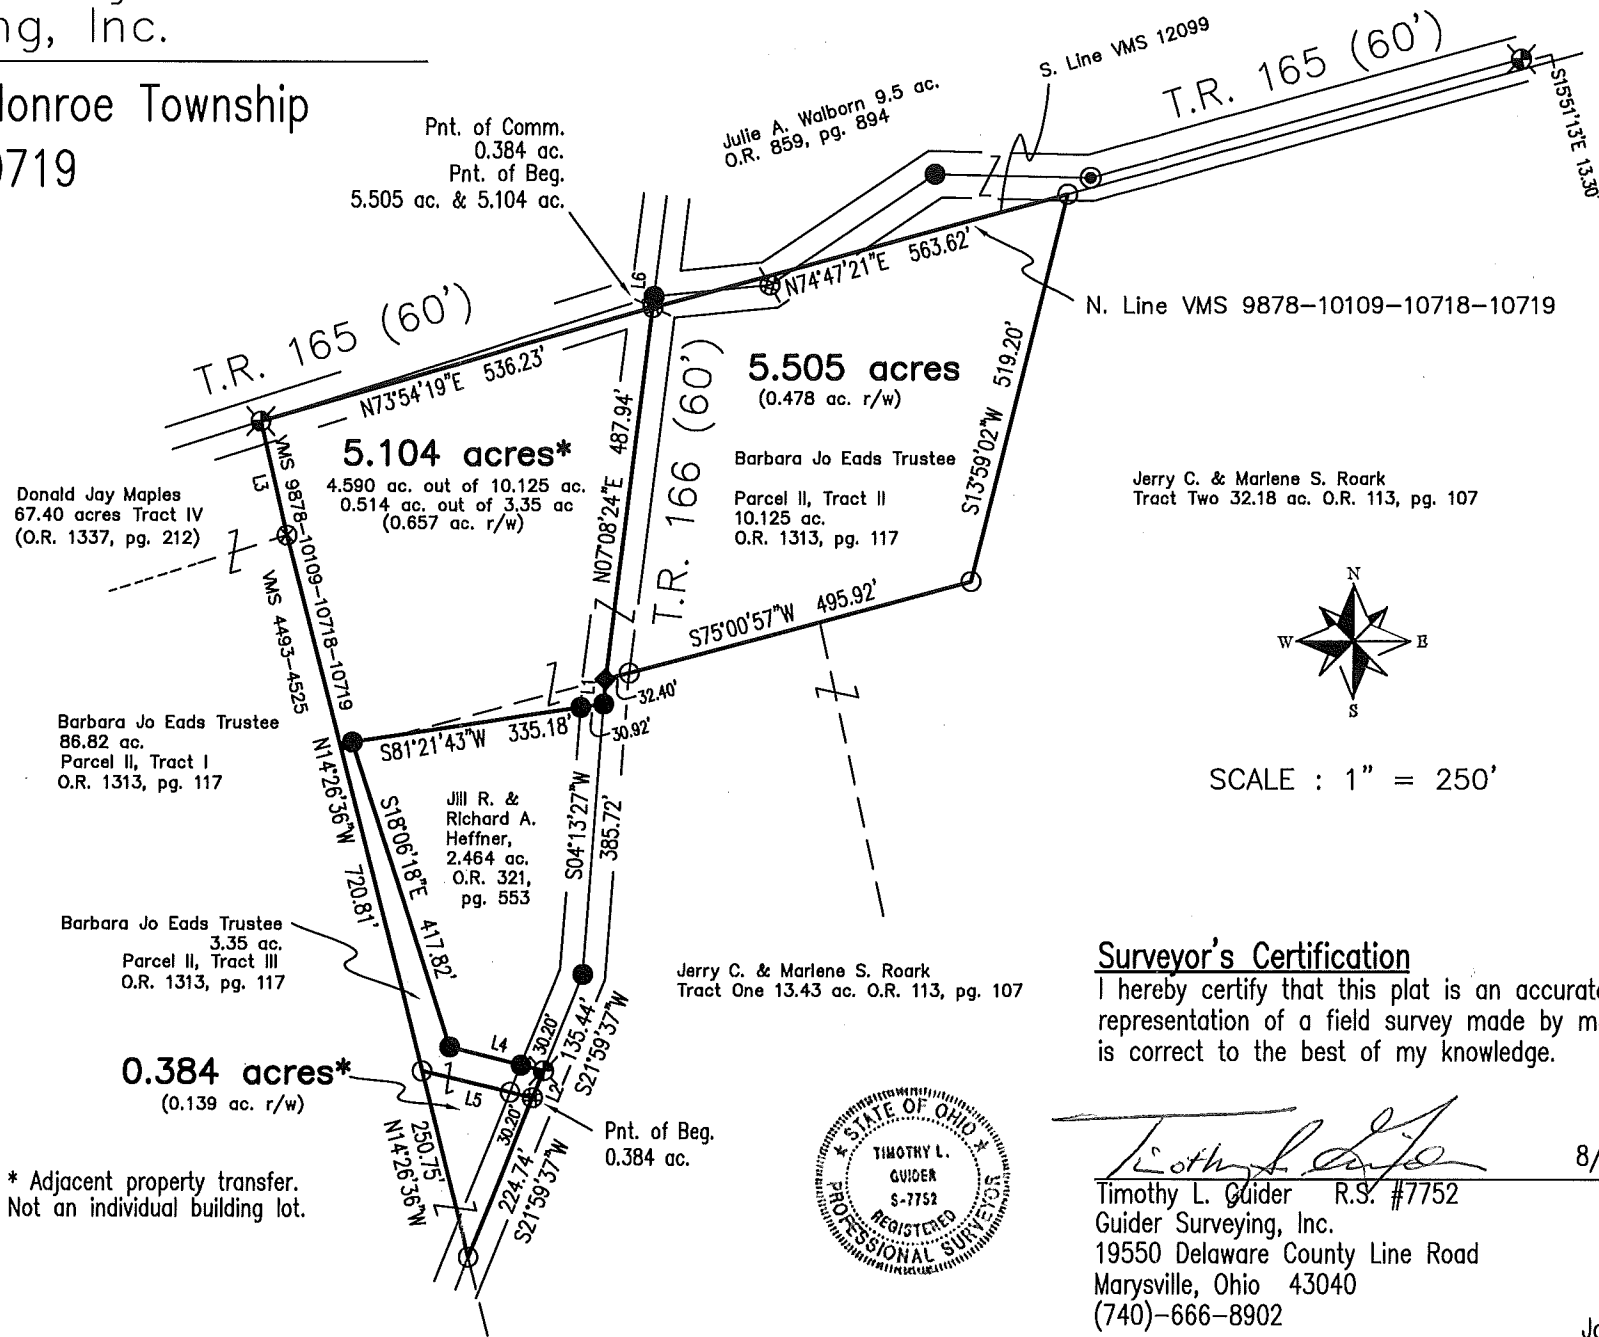 ng, Inc.
Monroe Township
0719
Pnt. of Comm.
0.384 ac.
Pnt. of Beg.
5.505 ac. & 5.104 ac.
Julie A. Walborn 9.5 ac.
O.R. 859, pg. 894
S. Line VMS 12099
T.R. 165 (60')
S15°51'13"E 13.30'
L6
N74°47'21"E 563.62'
N. Line VMS 9878-10109-10718-10719
T.R. 165 (60')
N73°54'19"E 536.23'
5.505 acres
(0.478 ac. r/w)
S13°59'02"W 519.20'
N07°08'24"E 487.94'
T.R. 166 (60')
5.104 acres*
4.590 ac. out of 10.125 ac.
0.514 ac. out of 3.35 ac
(0.657 ac. r/w)
Barbara Jo Eads Trustee
Parcel II, Tract II
10.125 ac.
O.R. 1313, pg. 117
Jerry C. & Marlene S. Roark
Tract Two 32.18 ac. O.R. 113, pg. 107
L3
VMS 9878-10109-10718-10719
VMS 4493-4525
Donald Jay Maples
67.40 acres Tract IV
(O.R. 1337, pg. 212)
S75°00'57"W 495.92'
N
W E
S
SCALE : 1" = 250'
L1
32.40'
30.92'
S81°21'43"W 335.18'
Barbara Jo Eads Trustee
86.82 ac.
Parcel II, Tract I
O.R. 1313, pg. 117
N14°26'36"W 720.81'
S18°06'18"E 417.82'
Jill R. &
Richard A.
Heffner,
2.464 ac.
O.R. 321,
pg. 553
S04°13'27"W 385.72'
Barbara Jo Eads Trustee
3.35 ac.
Parcel II, Tract III
O.R. 1313, pg. 117
Jerry C. & Marlene S. Roark
Tract One 13.43 ac. O.R. 113, pg. 107
L4
30.20'
135.44'
S21°59'37"W
L2
0.384 acres*
(0.139 ac. r/w)
L5
30.20'
Pnt. of Beg.
0.384 ac.
250.75'
N14°26'36"W
224.74'
S21°59'37"W
* Adjacent property transfer.
Not an individual building lot.
STATE OF OHIO
TIMOTHY L.
GUIDER
S-7752
REGISTERED
PROFESSIONAL SURVEYOR
Surveyor's Certification
I hereby certify that this plat is an accurate
representation of a field survey made by m
is correct to the best of my knowledge.
Timothy L. Guider 8/
Timothy L. Guider R.S. #7752
Guider Surveying, Inc.
19550 Delaware County Line Road
Marysville, Ohio 43040
(740)-666-8902
Jo